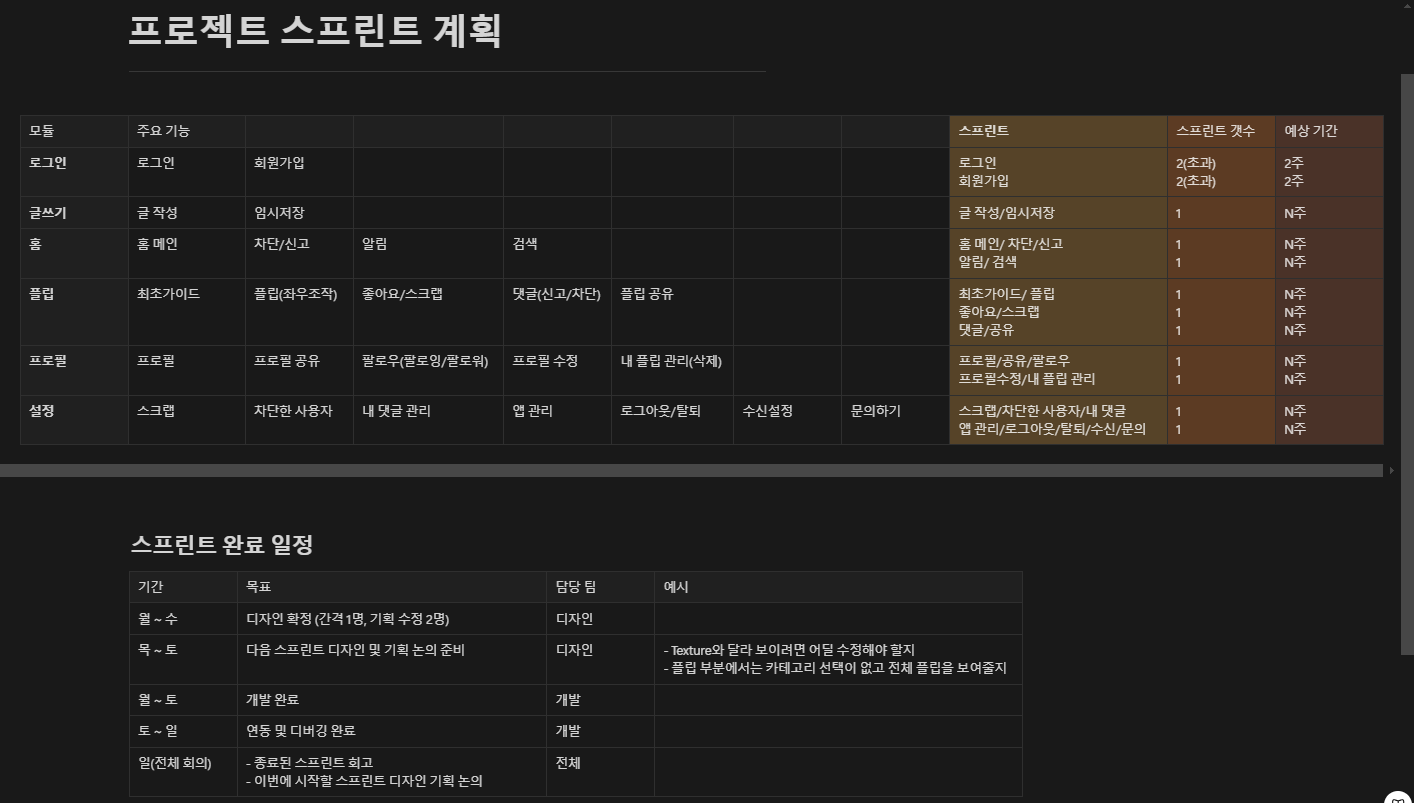 프로젝트 스프린트 계획
모듈 주요 기능 스프린트 스프린트 갯수 예상 기간
로그인 로그인 회원가입 로그인 2(초과) 2주
회원가입 2(초과) 2주
글쓰기 글 작성 임시저장 글 작성/임시저장 1 N주
홈 홈 메인 차단/신고 알림 검색 홈 메인/ 차단/신고 1 N주
알림/ 검색 1 N주
플립 최초가이드 플립(좌우조작) 좋아요/스크랩 댓글(신고/차단) 플립 공유 최초가이드/ 플립 1 N주
좋아요/스크랩 1 N주
댓글/공유 1 N주
프로필 프로필 프로필 공유 팔로우(팔로잉/팔로워) 프로필 수정 내 플립 관리(삭제) 프로필/공유/팔로우 1 N주
프로필수정/내 플립 관리 1 N주
설정 스크랩 차단한 사용자 내 댓글 관리 앱 관리 로그아웃/탈퇴 수신설정 문의하기 스크랩/차단한 사용자/내 댓글 1 N주
앱 관리/로그아웃/탈퇴/수신/문의 1 N주
스프린트 완료 일정
기간 목표 담당 팀 예시
월 ~ 수 디자인 확정 (간격 1명, 기획 수정 2명) 디자인
목 ~ 토 다음 스프린트 디자인 및 기획 논의 준비 디자인 - Texture와 달라 보이려면 어딜 수정해야 할지
- 플립 부분에서는 카테고리 선택이 없고 전체 플립을 보여줄지
월 ~ 토 개발 완료 개발
토 ~ 일 연동 및 디버깅 완료 개발
일(전체 회의) - 종료된 스프린트 회고 전체
- 이번에 시작할 스프린트 디자인 기획 논의